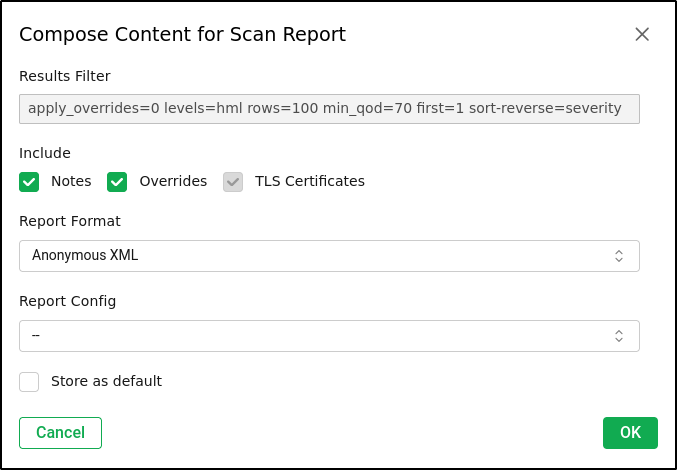 Compose Content for Scan Report
Results Filter
apply_overrides=0 levels=hml rows=100 min_qod=70 first=1 sort-reverse=severity
Include
Notes Overrides TLS Certificates
Report Format
Anonymous XML
Report Config
--
Store as default
Cancel OK